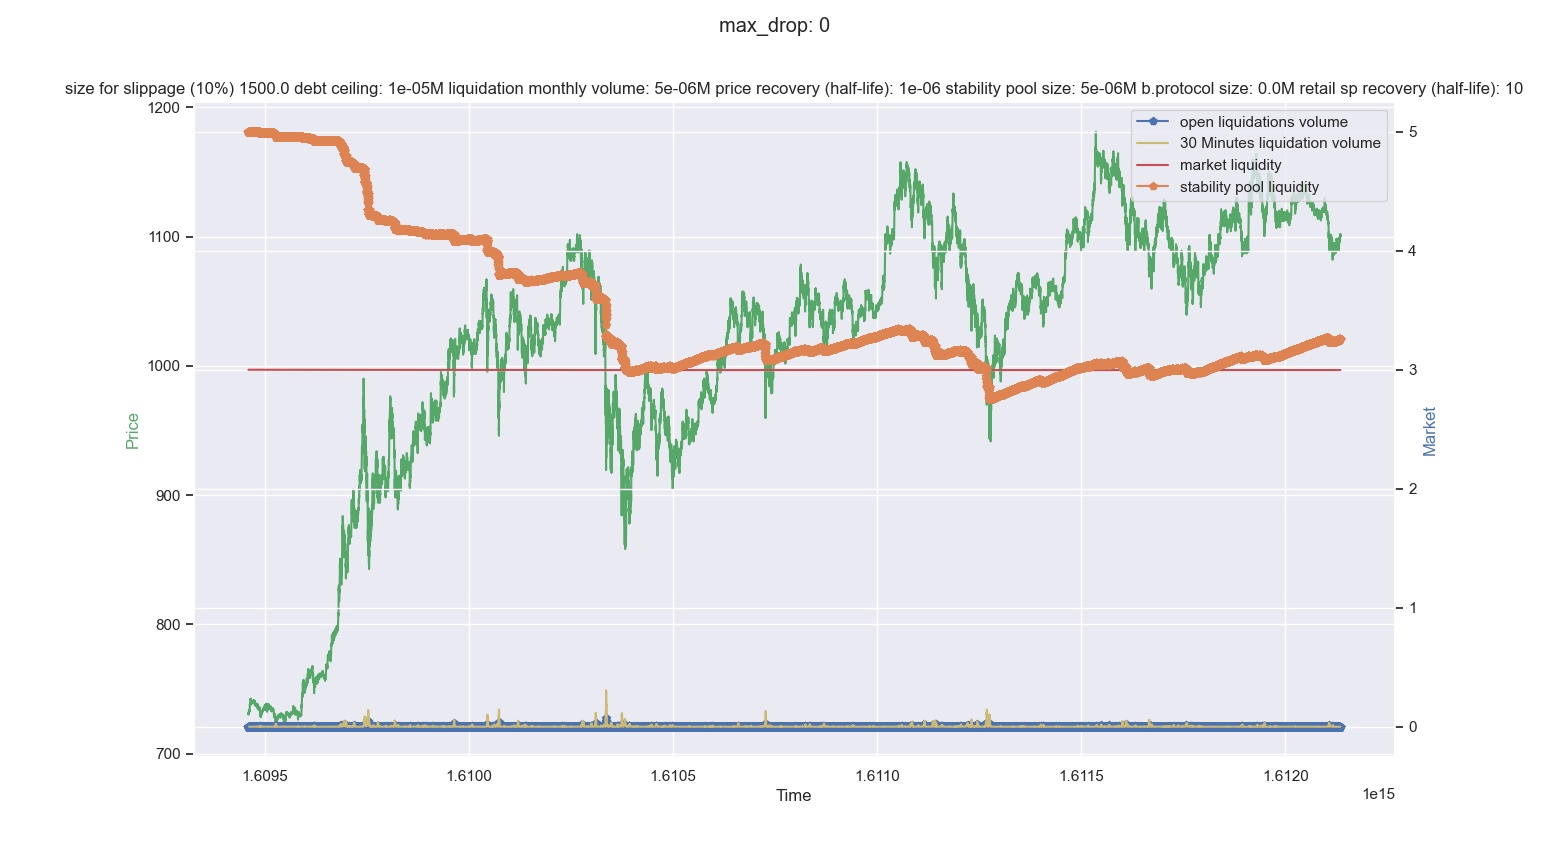 max_drop: 0
size for slippage (10%) 1500.0 debt ceiling: 1e-05M liquidation monthly volume: 5e-06M price recovery (half-life): 1e-06 stability pool size: 5e-06M b.protocol size: 0.0M retail sp recovery (half-life): 10
open liquidations volume
30 Minutes liquidation volume
market liquidity
stability pool liquidity
1200
1100
1000
900
800
700
Price
5
4
3
2
1
0
Market
1.6095 1.6100 1.6105 1.6110 1.6115 1.6120
1e15
Time